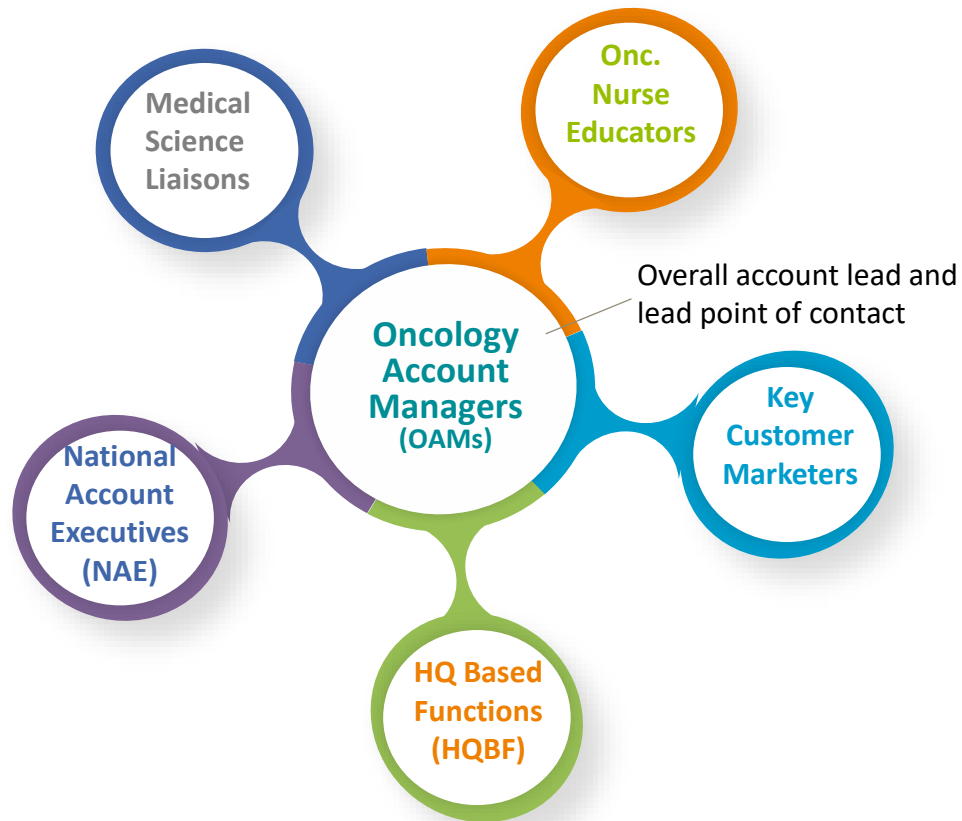 Medical
Science
Liaisons
Onc.
Nurse
Educators
Overall account lead and
lead point of contact
Oncology
Account
Managers
(OAMs)
Key
Customer
Marketers
National
Account
Executives
(NAE)
HQ Based
Functions
(HQBF)